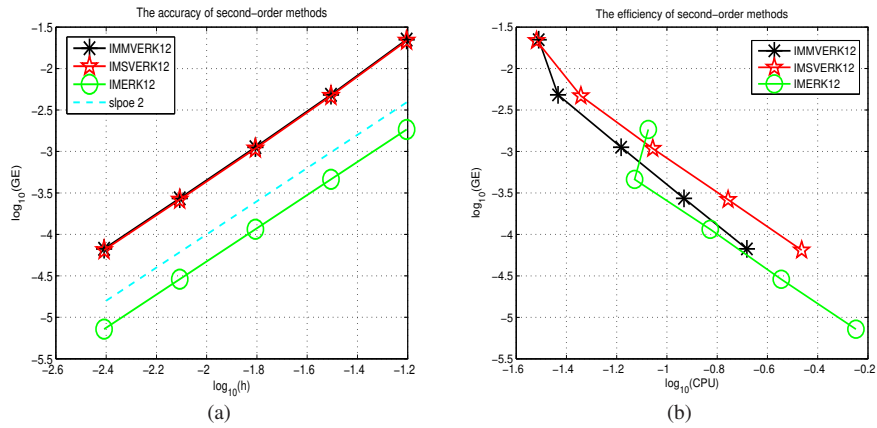 The accuracy of second−order methods
−1.5
−2
−2.5
−3
−3.5
−4
−4.5
−5
−5.5
log10(GE)
IMMVERK12
IMSVERK12
IMERK12
slpoe 2
−2.6 −2.4 −2.2 −2 −1.8 −1.6 −1.4 −1.2
log10(h)
(a)
The efficiency of second−order methods
−1.5
−2
−2.5
−3
−3.5
−4
−4.5
−5
−5.5
log10(GE)
IMMVERK12
IMSVERK12
IMERK12
−1.6 −1.4 −1.2 −1 −0.8 −0.6 −0.4 −0.2
log10(CPU)
(b)